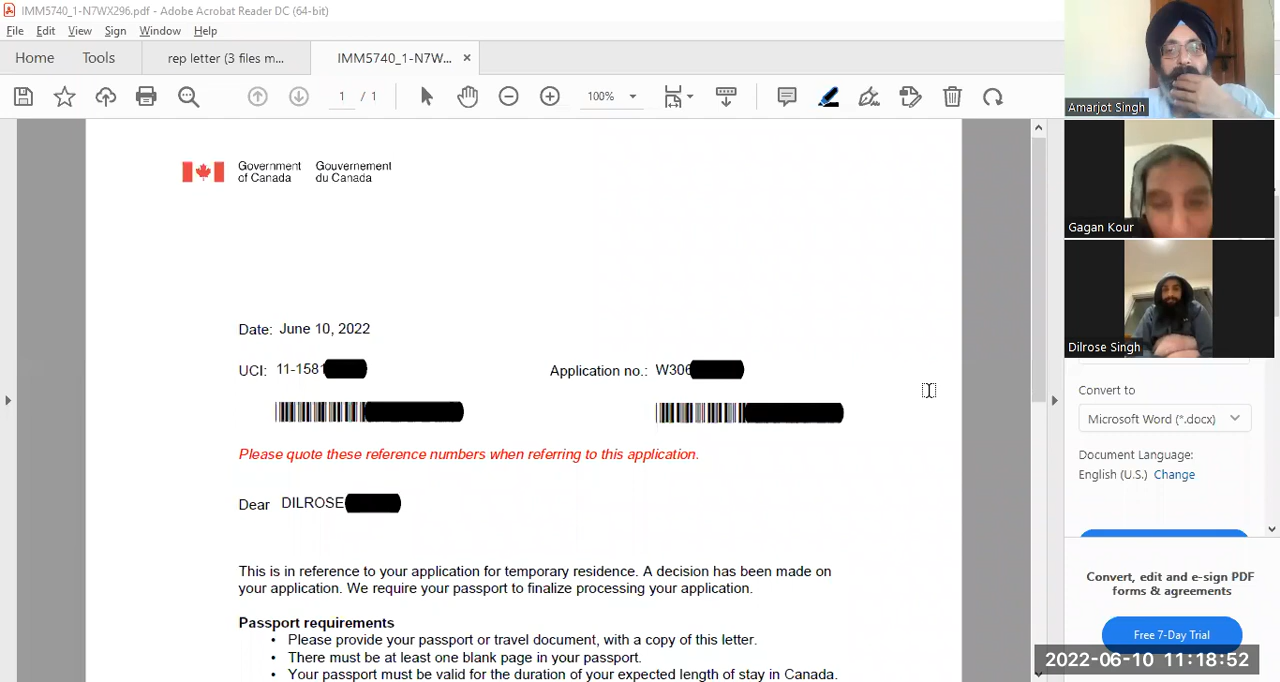 IMM5740_1-N7WX296.pdf - Adobe Acrobat Reader DC (64-bit)
File Edit View Sign Window Help
Home Tools rep letter (3 files m... IMM5740_1-N7W... ×
1 / 1 100%
Amarjot Singh
Gagan Kour
Dilrose Singh
Government of Canada
Gouvernement du Canada
Date: June 10, 2022
UCI: 11-1581
Application no.: W306
Please quote these reference numbers when referring to this application.
Dear DILROSE
This is in reference to your application for temporary residence. A decision has been made on
your application. We require your passport to finalize processing your application.
Passport requirements
• Please provide your passport or travel document, with a copy of this letter.
• There must be at least one blank page in your passport.
• Your passport must be valid for the duration of your expected length of stay in Canada.
Convert to
Microsoft Word (*.docx)
Document Language:
English (U.S.) Change
Convert, edit and e-sign PDF
forms & agreements
Free 7-Day Trial
2022-06-10 11:18:52